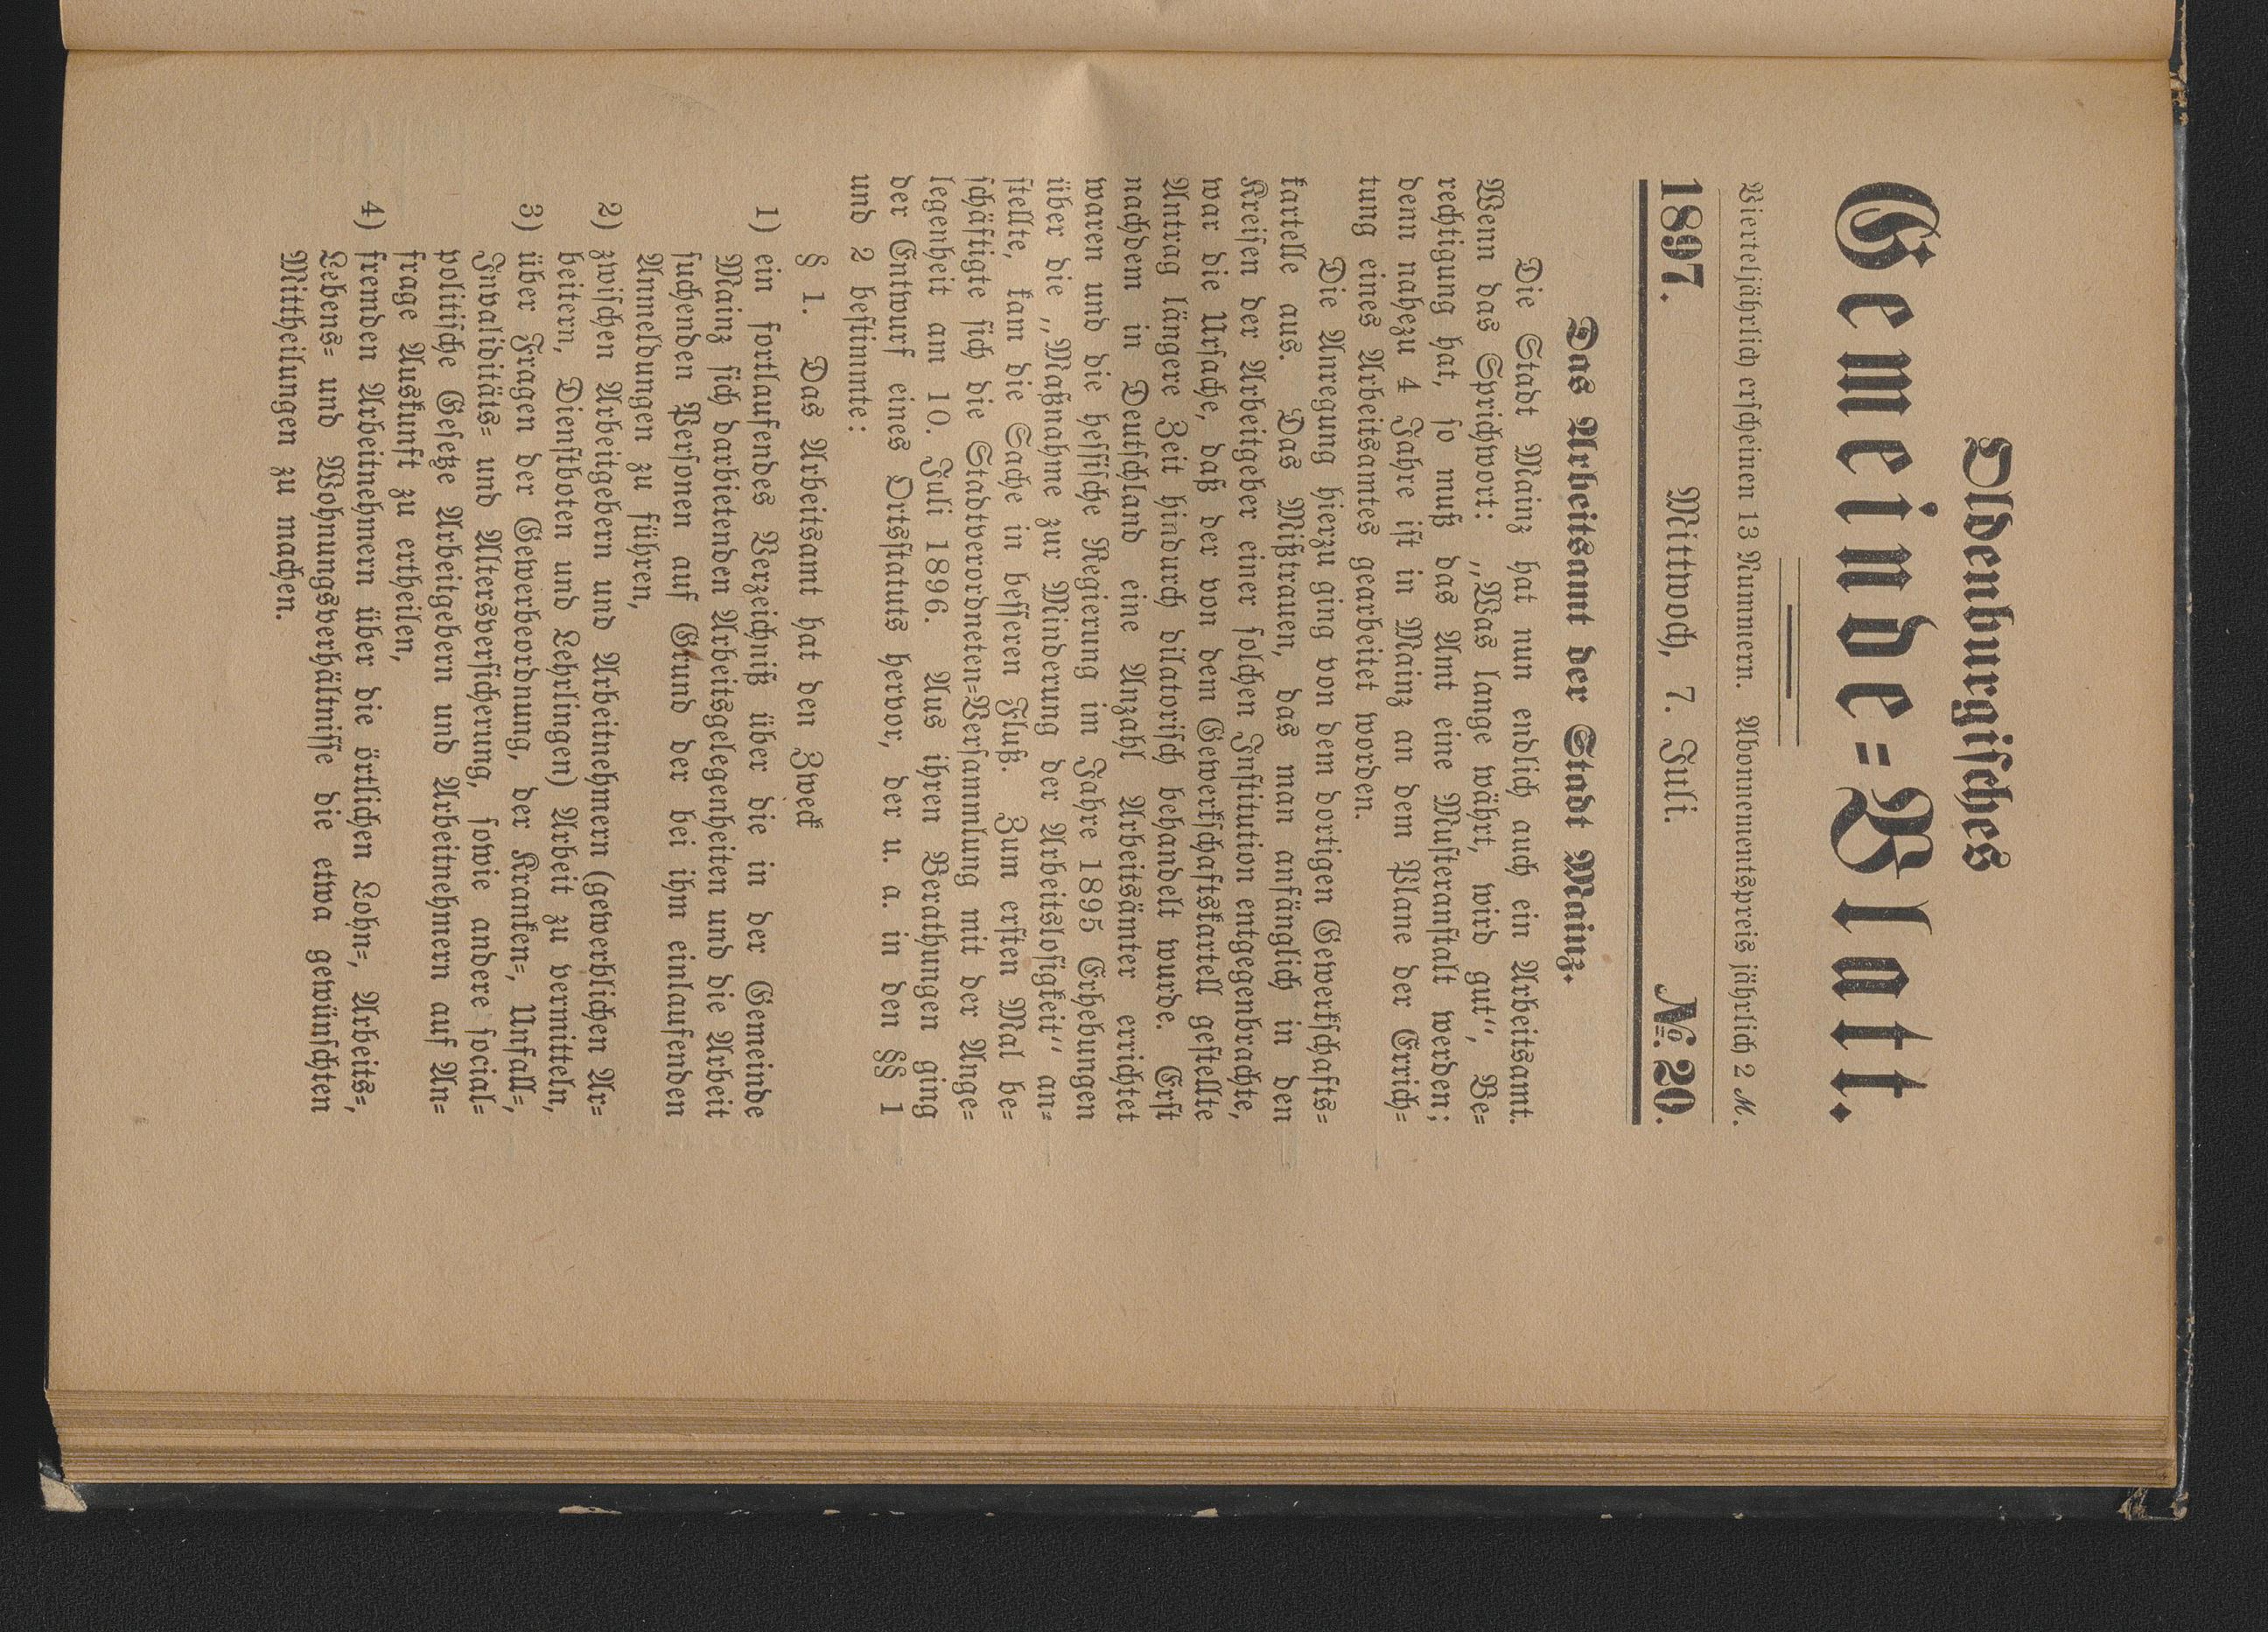 Oldenburgisches
Gemeinde-Blatt.
Vierteljährlich erscheinen 13 Nummern. Abonnementspreis jährlich 2 ℳ.
1897. Mittwoch, 7. Juli. №. 20.
Das Arbeitsamt der Stadt Mainz.
Die Stadt Mainz hat nun endlich auch ein Arbeitsamt.
Wenn das Sprichwort: „Was lange währt, wird gut“, Be-
rechtigung hat, so muß das Amt eine Musteranstalt werden;
denn nahezu 4 Jahre ist in Mainz an dem Plane der Errich-
tung eines Arbeitsamtes gearbeitet worden.
Die Anregung hierzu ging von dem dortigen Gewerkschafts-
kartelle aus. Das Mißtrauen, das man anfänglich in den
Kreisen der Arbeitgeber einer solchen Institution entgegenbrachte,
war die Ursache, daß der von dem Gewerkschaftskartell gestellte
Antrag längere Zeit hindurch dilatorisch behandelt wurde. Erst
nachdem in Deutschland eine Anzahl Arbeitsämter errichtet
waren und die hessische Regierung im Jahre 1895 Erhebungen
über die „Maßnahme zur Minderung der Arbeitslosigkeit“ an-
stellte, kam die Sache in besseren Fluß. Zum ersten Mal be-
schäftigte sich die Stadtverordneten-Versammlung mit der Ange-
legenheit am 10. Juli 1896. Aus ihren Berathungen ging
der Entwurf eines Ortsstatuts hervor, der u. a. in den §§ 1
und 2 bestimmte:
§ 1. Das Arbeitsamt hat den Zweck
1) ein fortlaufendes Verzeichniß über die in der Gemeinde
Mainz sich darbietenden Arbeitsgelegenheiten und die Arbeit
suchenden Personen auf Grund der bei ihm einlaufenden
Anmeldungen zu führen,
2) zwischen Arbeitgebern und Arbeitnehmern (gewerblichen Ar-
beitern, Dienstboten und Lehrlingen) Arbeit zu vermitteln,
3) über Fragen der Gewerbeordnung, der Kranken-, Unfall-,
Invaliditäts- und Altersversicherung, sowie andere social-
politische Gesetze Arbeitgebern und Arbeitnehmern auf An-
frage Auskunft zu ertheilen,
4) fremden Arbeitnehmern über die örtlichen Lohn-, Arbeits-,
Lebens- und Wohnungsverhältnisse die etwa gewünschten
Mittheilungen zu machen.